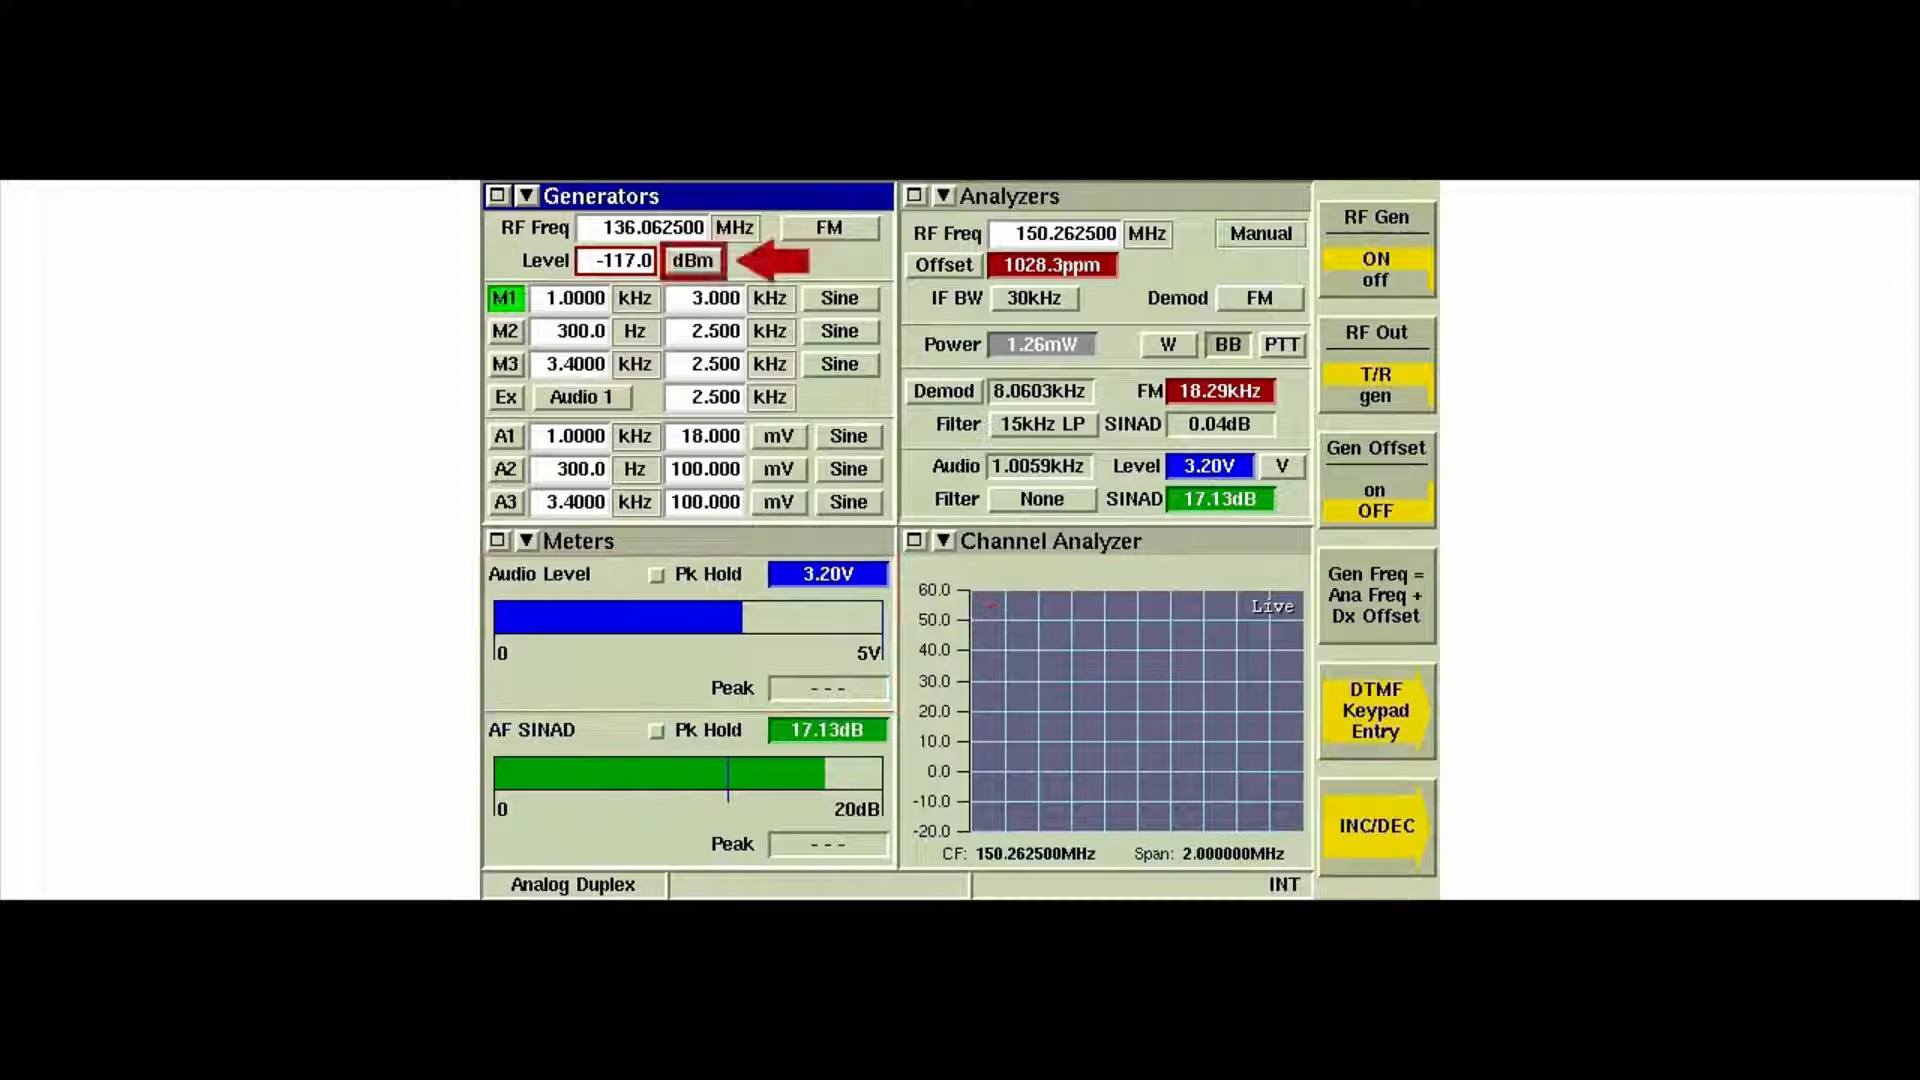 Generators
RF Freq 136.062500 MHz FM
Level -117.0 dBm
M1 1.0000 kHz 3.000 kHz Sine
M2 300.0 Hz 2.500 kHz Sine
M3 3.4000 kHz 2.500 kHz Sine
Ex Audio 1 2.500 kHz
A1 1.0000 kHz 18.000 mV Sine
A2 300.0 Hz 100.000 mV Sine
A3 3.4000 kHz 100.000 mV Sine
Analyzers
RF Freq 150.262500 MHz Manual
Offset 1028.3ppm
IF BW 30kHz Demod FM
Power 1.26mW W BB PTT
Demod 8.0603kHz FM 18.29kHz
Filter 15kHz LP SINAD 0.04dB
Audio 1.0059kHz Level 3.20V V
Filter None SINAD 17.13dB
Meters
Audio Level Pk Hold 3.20V
0 5V
Peak ---
AF SINAD Pk Hold 17.13dB
0 20dB
Peak ---
Channel Analyzer
Live
60.0
50.0
40.0
30.0
20.0
10.0
0.0
-10.0
-20.0
CF: 150.262500MHz Span: 2.000000MHz
Analog Duplex INT
RF Gen
ON
off
RF Out
T/R
gen
Gen Offset
on
OFF
Gen Freq =
Ana Freq +
Dx Offset
DTMF
Keypad
Entry
INC/DEC